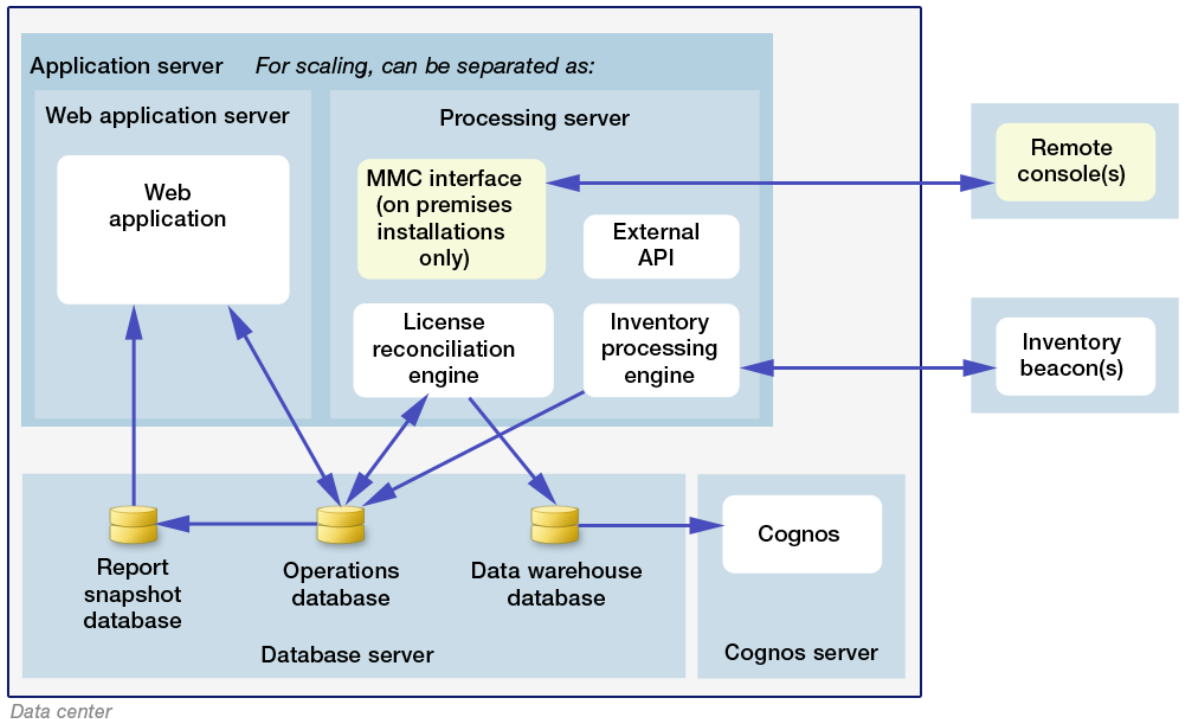 Application server For scaling, can be separated as:
Web application server
Processing server
Web
application
MMC interface
(on premises
installations
only)
External
API
License
reconciliation
engine
Inventory
processing
engine
Remote
console(s)
Inventory
beacon(s)
Report
snapshot
database
Operations
database
Data warehouse
database
Database server
Cognos
Cognos server
Data center